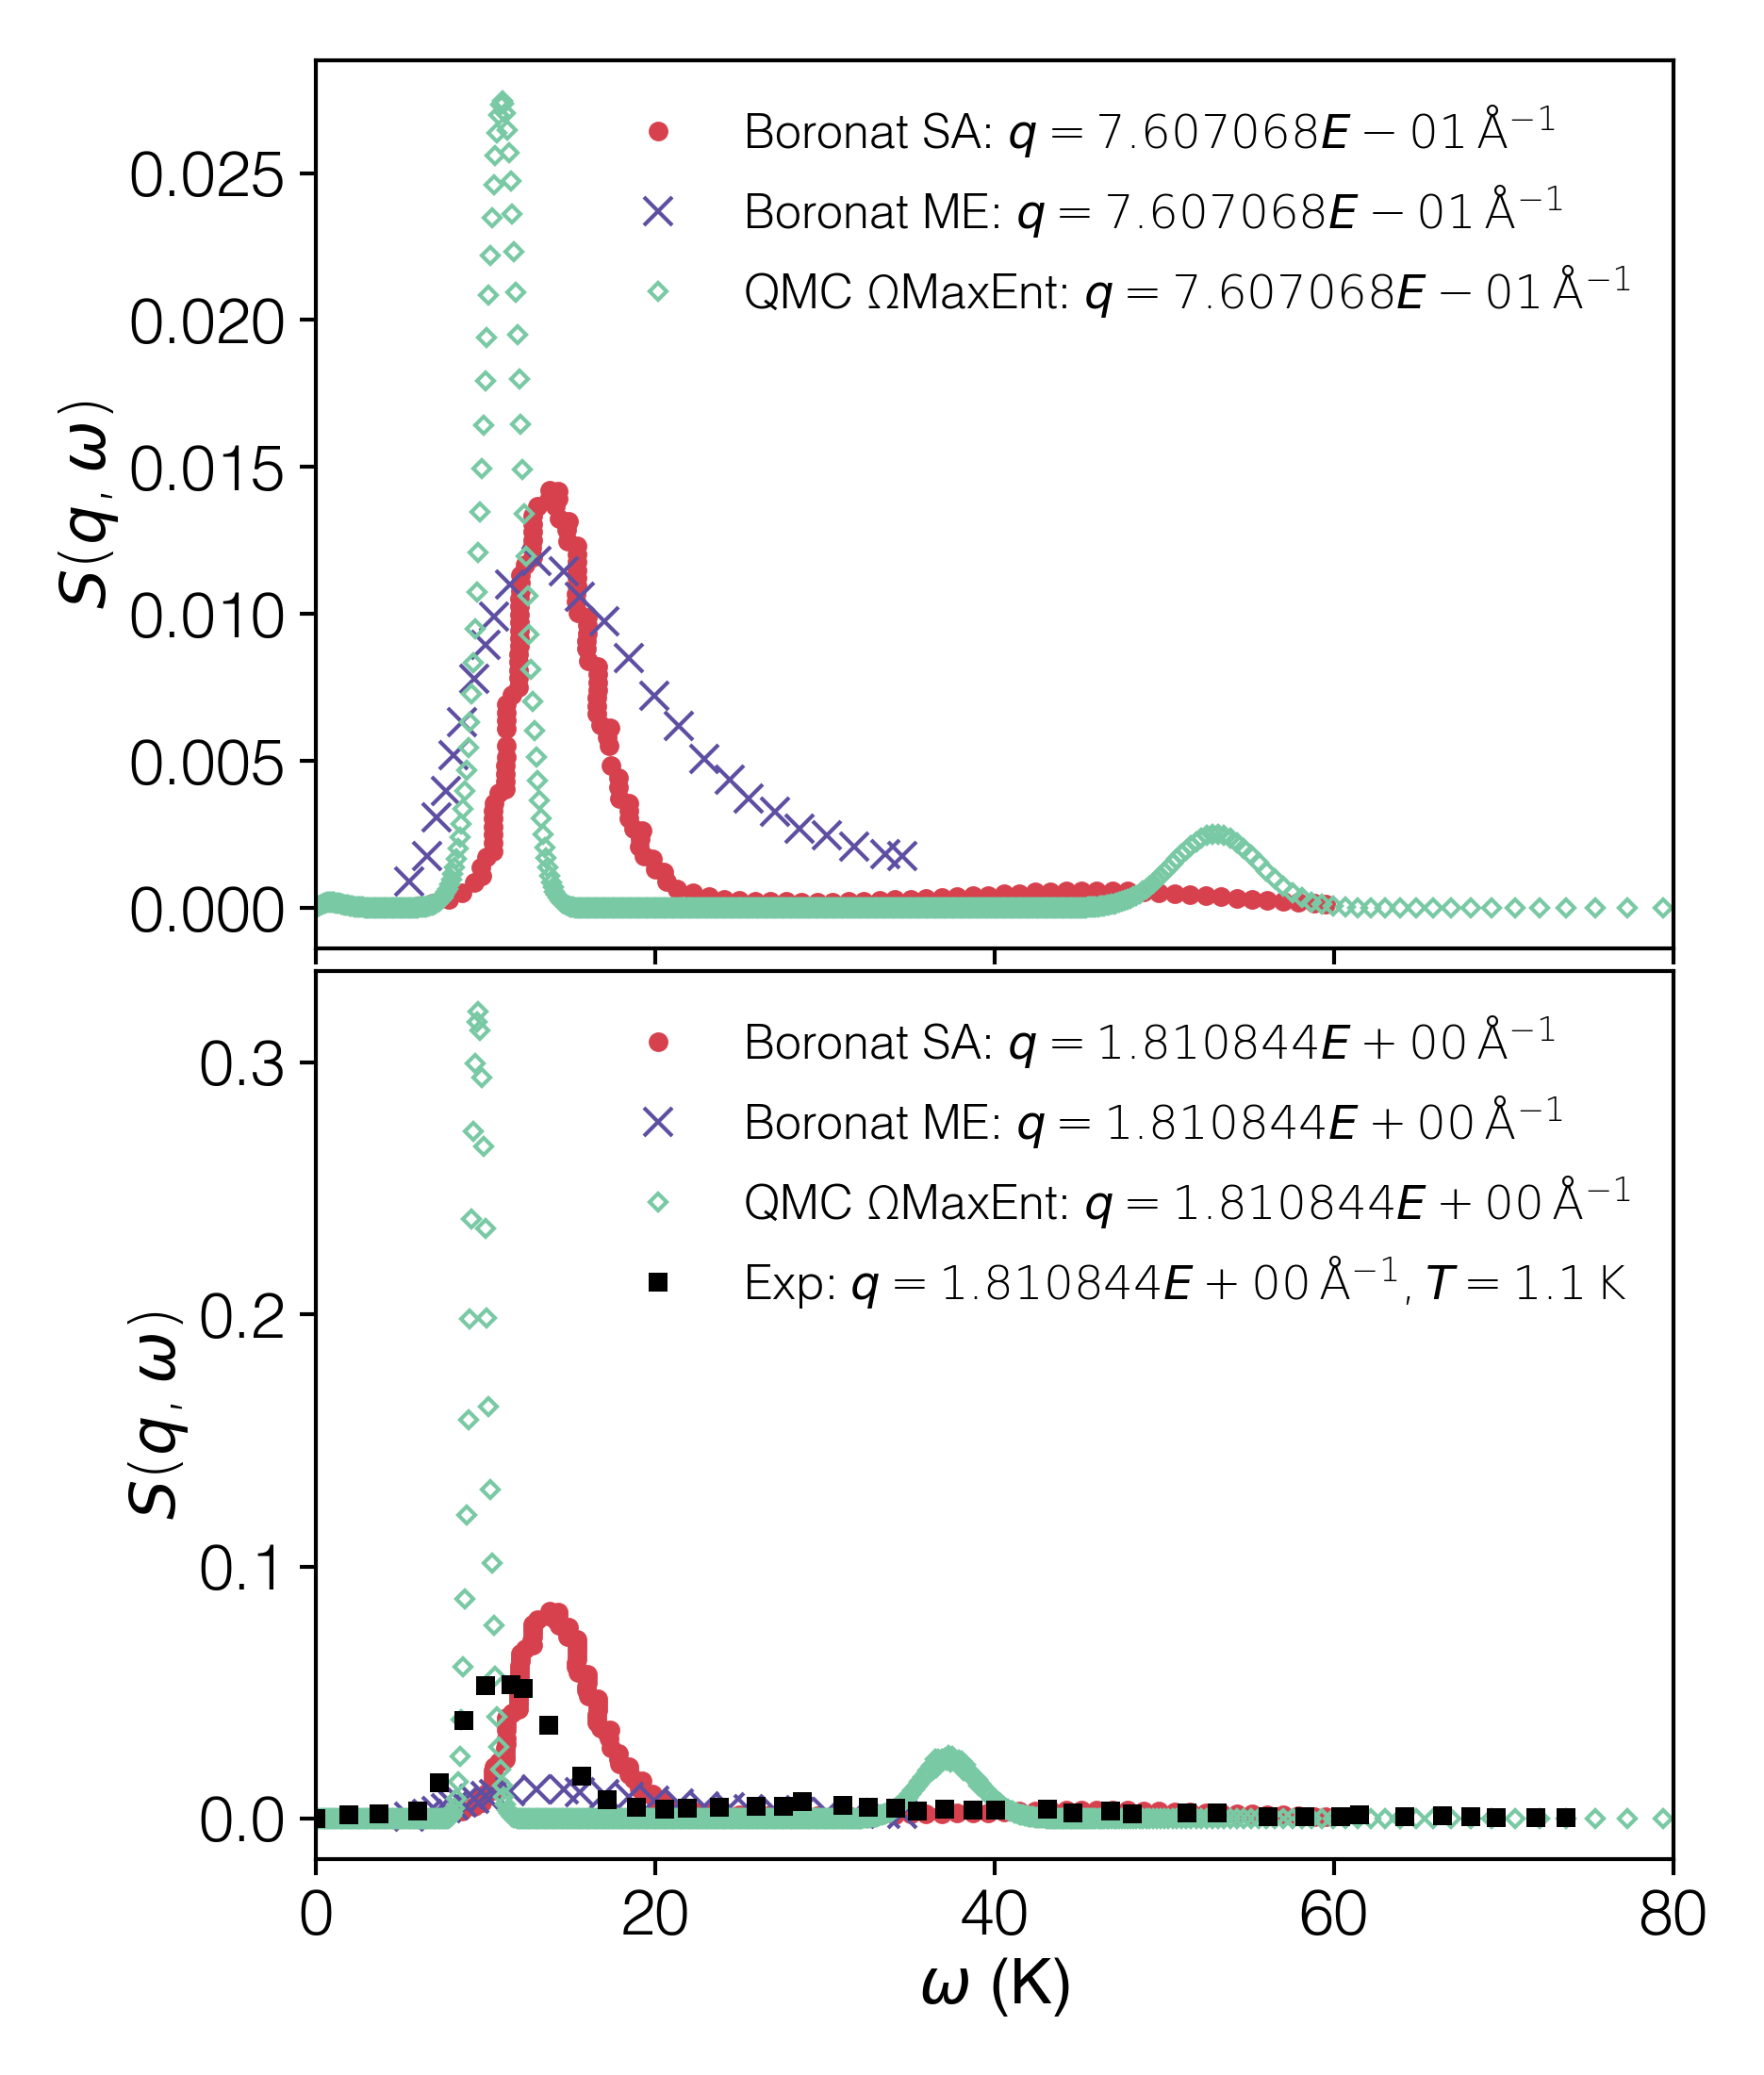 0.025
0.020
0.015
0.010
0.005
0.000
S(q, ω)
Boronat SA: q = 7.607068E − 01 Å⁻¹
Boronat ME: q = 7.607068E − 01 Å⁻¹
QMC ΩMaxEnt: q = 7.607068E − 01 Å⁻¹
0.3
0.2
0.1
0.0
S(q, ω)
Boronat SA: q = 1.810844E + 00 Å⁻¹
Boronat ME: q = 1.810844E + 00 Å⁻¹
QMC ΩMaxEnt: q = 1.810844E + 00 Å⁻¹
Exp: q = 1.810844E + 00 Å⁻¹, T = 1.1 K
0 20 40 60 80
ω (K)